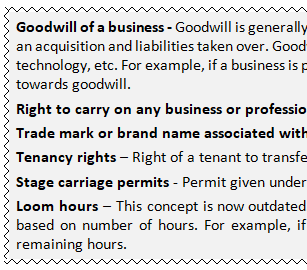 Goodwill of a business - Goodwill is generally
an acquisition and liabilities taken over. Good
technology, etc. For example, if a business is p
towards goodwill.
Right to carry on any business or professio
Trade mark or brand name associated with
Tenancy rights – Right of a tenant to transfe
Stage carriage permits - Permit given under
Loom hours – This concept is now outdated
based on number of hours. For example, if
remaining hours.